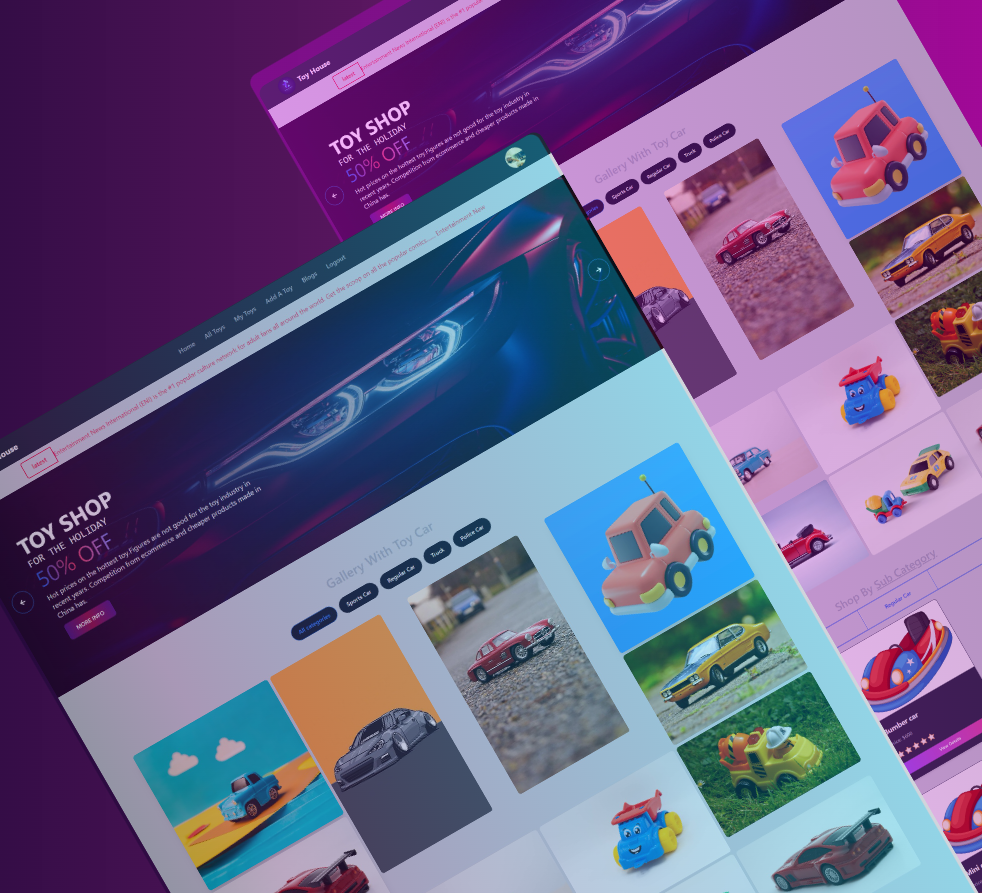 Toy House
latest
ntertainment News International (ENI) is the #1 popula
TOY SHOP
FOR THE HOLIDAY
50% OFF
Hot prices on the hottest toy.Figures are not good for the toy industry in
recent years. Competition from ecommerce and cheaper products made in
China has.
MORE INFO
Gallery With Toy Car
Sports Car
Regular Car
Truck
Police Car
Shop By Sub Category
Regular Car
Bumber car
View Details
Home
All Toys
My Toys
Add A Toy
Blogs
Logout
latest
ntertainment News International (ENI) is the #1 popular culture network for adult fans all around the world. Get the scoop on all the popular comics.......Entertainment New
TOY SHOP
FOR THE HOLIDAY
50% OFF
Hot prices on the hottest toy.Figures are not good for the toy industry in
recent years. Competition from ecommerce and cheaper products made in
China has.
MORE INFO
Gallery With Toy Car
All categories
Sports Car
Regular Car
Truck
Police Car